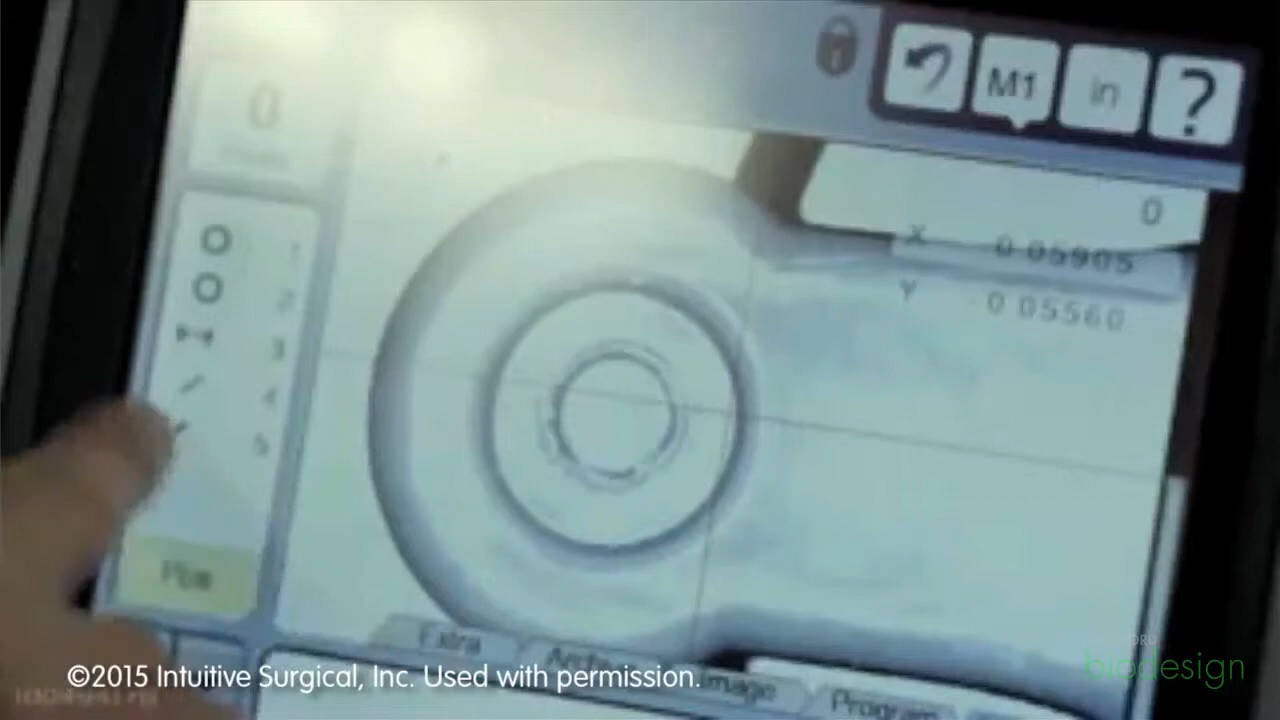 M1
in
?
0
0
X 0 05905
Y - 0 05560
1
2
3
4
5
Extra
Image
Program
©2015 Intuitive Surgical, Inc. Used with permission.
biodesign